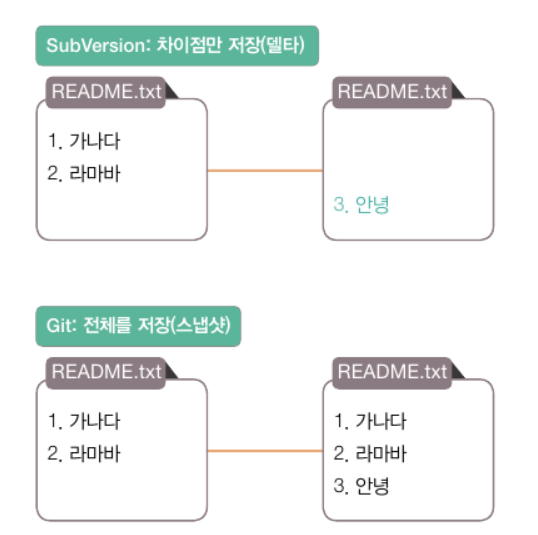 SubVersion: 차이점만 저장(델타)
README.txt
1. 가나다
2. 라마바
README.txt
3. 안녕
Git: 전체를 저장(스냅샷)
README.txt
1. 가나다
2. 라마바
README.txt
1. 가나다
2. 라마바
3. 안녕